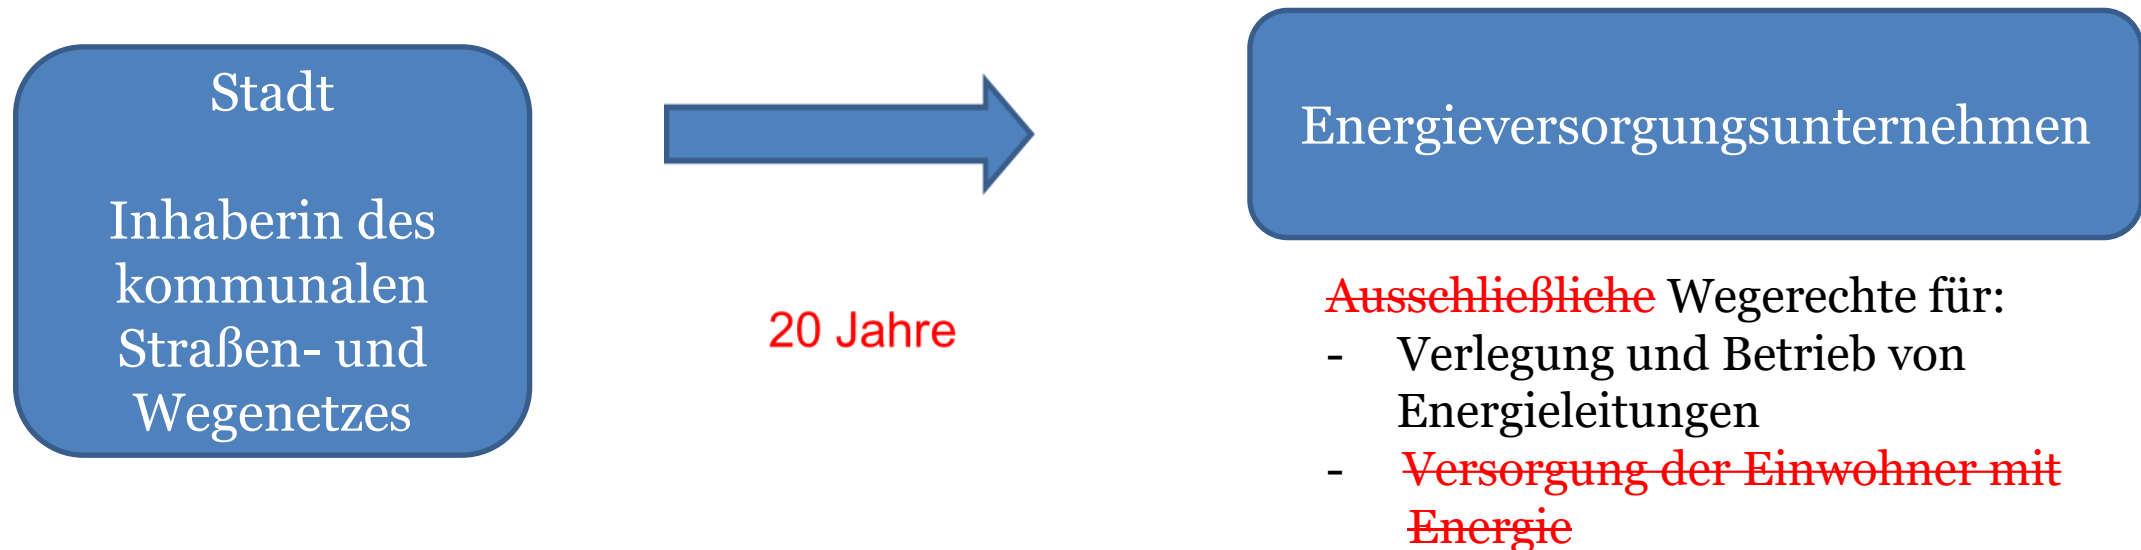 Stadt
Inhaberin des
kommunalen
Straßen- und
Wegenetzes
20 Jahre
Energieversorgungsunternehmen
Ausschließliche Wegerechte für:
- Verlegung und Betrieb von
Energieleitungen
- Versorgung der Einwohner mit
Energie